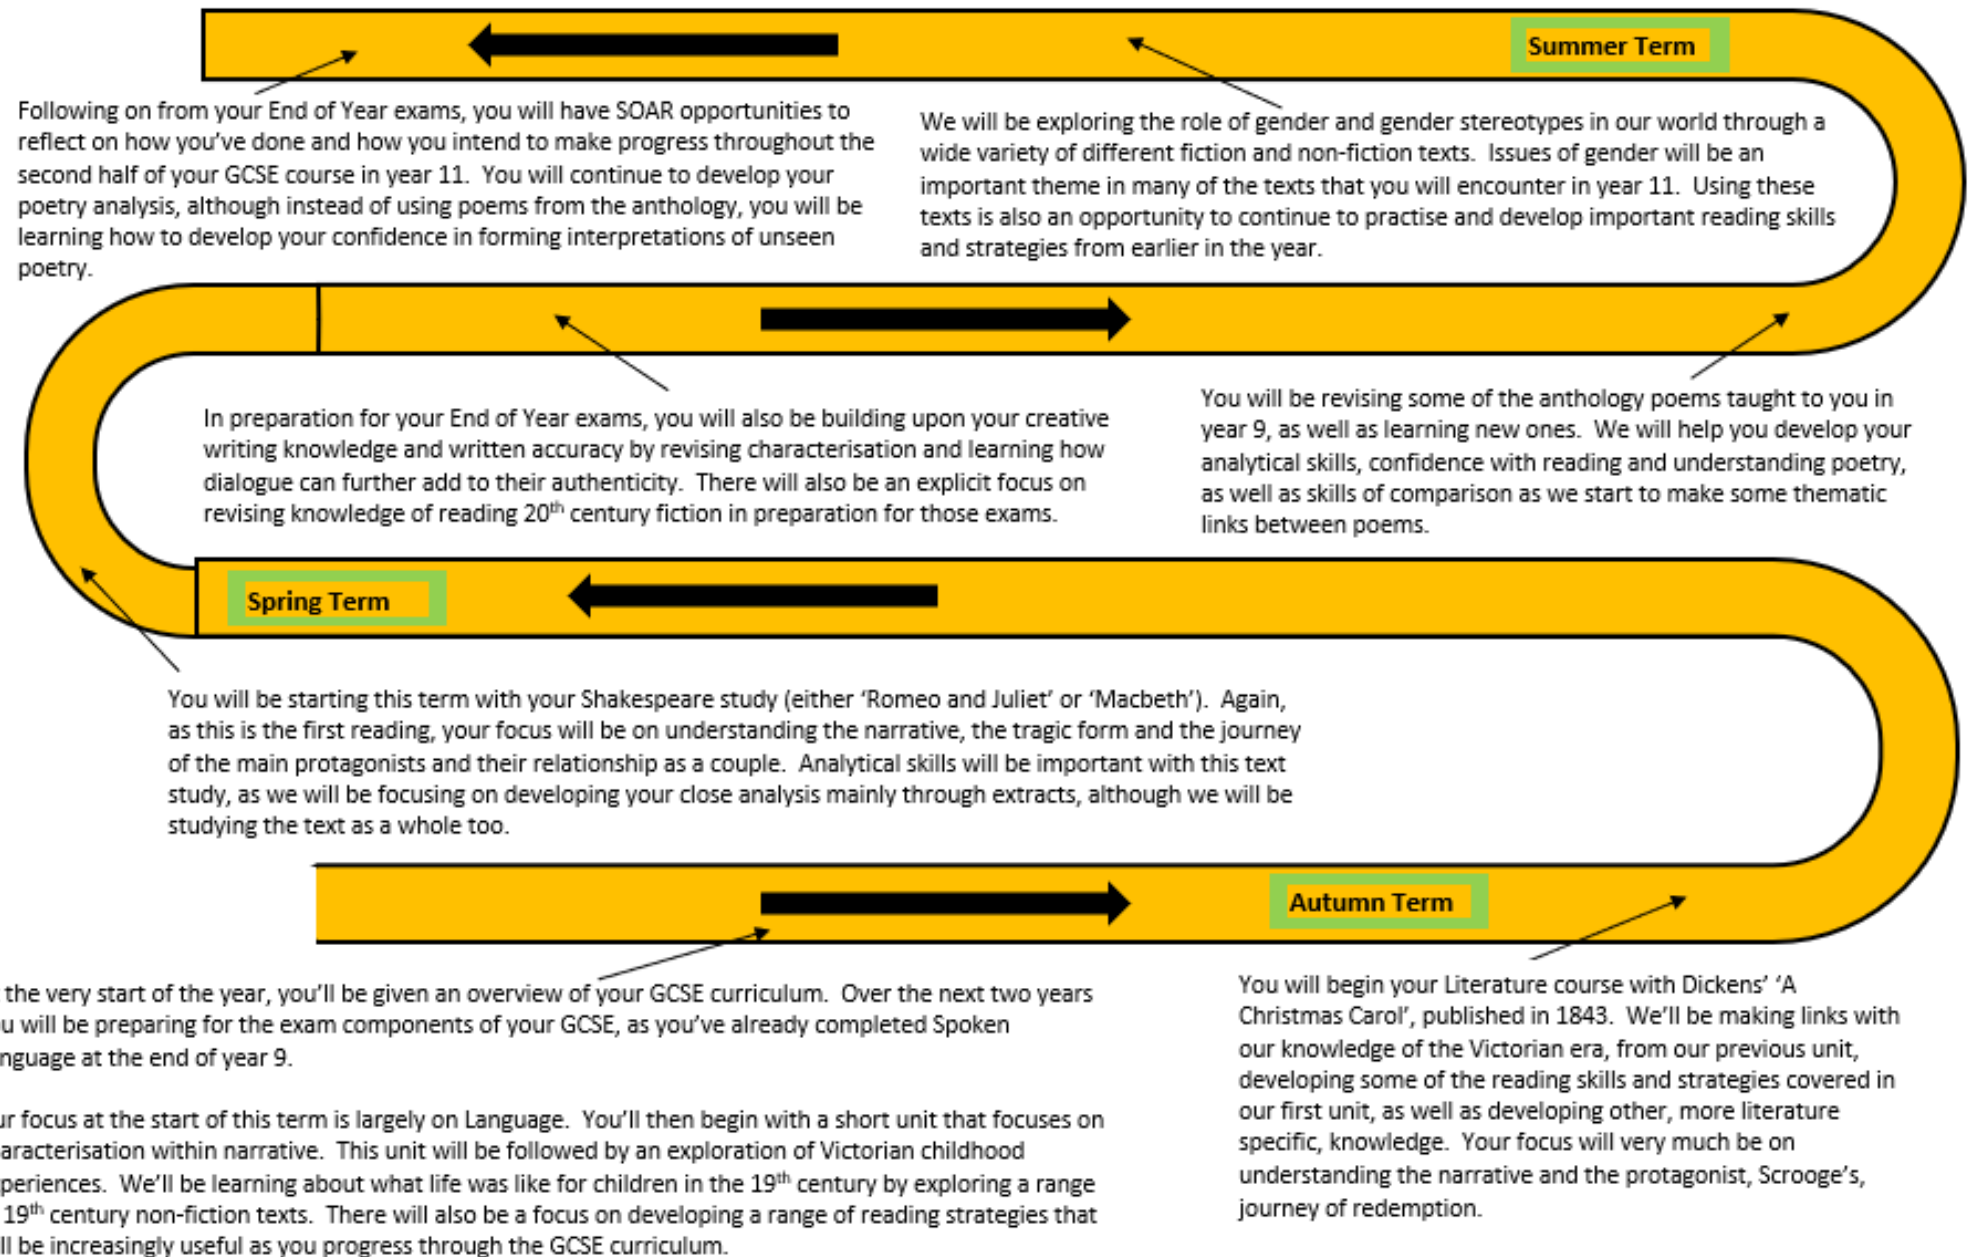 Summer Term
Following on from your End of Year exams, you will have SOAR opportunities to
reflect on how you've done and how you intend to make progress throughout the
second half of your GCSE course in year 11.  You will continue to develop your
poetry analysis, although instead of using poems from the anthology, you will be
learning how to develop your confidence in forming interpretations of unseen
poetry.
We will be exploring the role of gender and gender stereotypes in our world through a
wide variety of different fiction and non-fiction texts.  Issues of gender will be an
important theme in many of the texts that you will encounter in year 11.  Using these
texts is also an opportunity to continue to practise and develop important reading skills
and strategies from earlier in the year.
In preparation for your End of Year exams, you will also be building upon your creative
writing knowledge and written accuracy by revising characterisation and learning how
dialogue can further add to their authenticity.  There will also be an explicit focus on
revising knowledge of reading 20th century fiction in preparation for those exams.
You will be revising some of the anthology poems taught to you in
year 9, as well as learning new ones.  We will help you develop your
analytical skills, confidence with reading and understanding poetry,
as well as skills of comparison as we start to make some thematic
links between poems.
Spring Term
You will be starting this term with your Shakespeare study (either ‘Romeo and Juliet’ or ‘Macbeth’).  Again,
as this is the first reading, your focus will be on understanding the narrative, the tragic form and the journey
of the main protagonists and their relationship as a couple.  Analytical skills will be important with this text
study, as we will be focusing on developing your close analysis mainly through extracts, although we will be
studying the text as a whole too.
Autumn Term
the very start of the year, you'll be given an overview of your GCSE curriculum.  Over the next two years
u will be preparing for the exam components of your GCSE, as you've already completed Spoken
nguage at the end of year 9.
ur focus at the start of this term is largely on Language.  You'll then begin with a short unit that focuses on
aracterisation within narrative.  This unit will be followed by an exploration of Victorian childhood
periences.  We'll be learning about what life was like for children in the 19th century by exploring a range
19th century non-fiction texts.  There will also be a focus on developing a range of reading strategies that
ll be increasingly useful as you progress through the GCSE curriculum.
You will begin your Literature course with Dickens' ‘A
Christmas Carol’, published in 1843.  We'll be making links with
our knowledge of the Victorian era, from our previous unit,
developing some of the reading skills and strategies covered in
our first unit, as well as developing other, more literature
specific, knowledge.  Your focus will very much be on
understanding the narrative and the protagonist, Scrooge's,
journey of redemption.